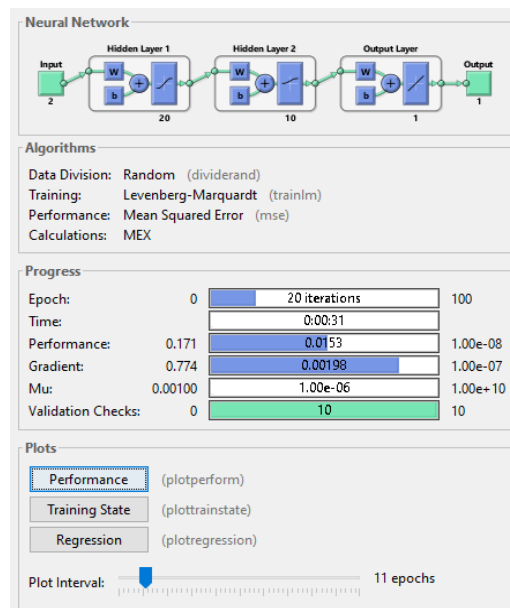 Neural Network
Hidden Layer 1 Hidden Layer 2 Output Layer
Input Output
W W W
b b b
2 20 10 1 1
Algorithms
Data Division: Random (dividerand)
Training: Levenberg-Marquardt (trainlm)
Performance: Mean Squared Error (mse)
Calculations: MEX
Progress
Epoch: 0 20 iterations 100
Time: 0:00:31
Performance: 0.171 0.0153 1.00e-08
Gradient: 0.774 0.00198 1.00e-07
Mu: 0.00100 1.00e-06 1.00e+10
Validation Checks: 0 10 10
Plots
Performance (plotperform)
Training State (plottrainstate)
Regression (plotregression)
Plot Interval: 11 epochs